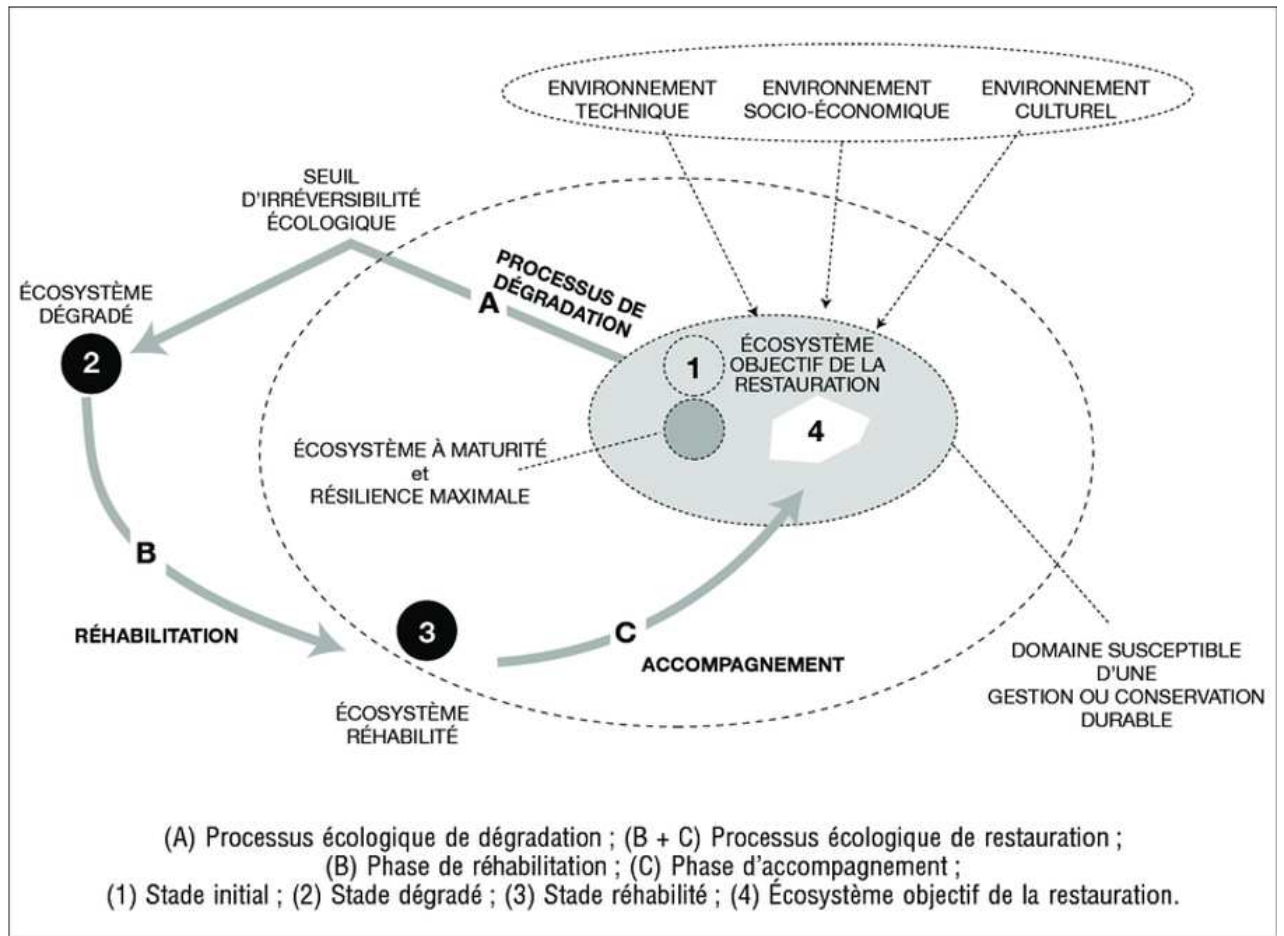 ENVIRONNEMENT
TECHNIQUE
ENVIRONNEMENT
SOCIO-ÉCONOMIQUE
ENVIRONNEMENT
CULTUREL
SEUIL
D'IRRÉVERSIBILITÉ
ÉCOLOGIQUE
PROCESSUS DE
DÉGRADATION
A
ÉCOSYSTÈME
DÉGRADÉ
2
1
ÉCOSYSTÈME
OBJECTIF DE LA
RESTAURATION
4
ÉCOSYSTÈME À MATURITÉ
et
RÉSILIENCE MAXIMALE
B
RÉHABILITATION
3
C
ACCOMPAGNEMENT
ÉCOSYSTÈME
RÉHABILITÉ
DOMAINE SUSCEPTIBLE
D'UNE
GESTION OU CONSERVATION
DURABLE
(A) Processus écologique de dégradation ; (B + C) Processus écologique de restauration ;
(B) Phase de réhabilitation ; (C) Phase d'accompagnement ;
(1) Stade initial ; (2) Stade dégradé ; (3) Stade réhabilité ; (4) Écosystème objectif de la restauration.